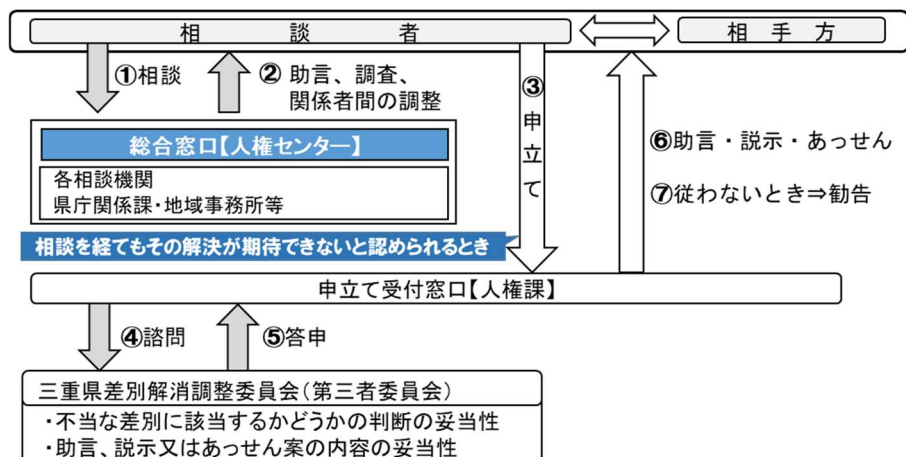 相談者
相手方
①相談
② 助言、調査、
関係者間の調整
③申立て
総合窓口【人権センター】
各相談機関
県庁関係課・地域事務所等
⑥助言・説示・あっせん
⑦従わないとき⇒勧告
相談を経てもその解決が期待できないと認められるとき
申立て受付窓口【人権課】
④諮問
⑤答申
三重県差別解消調整委員会(第三者委員会)
・不当な差別に該当するかどうかの判断の妥当性
・助言、説示又はあっせん案の内容の妥当性